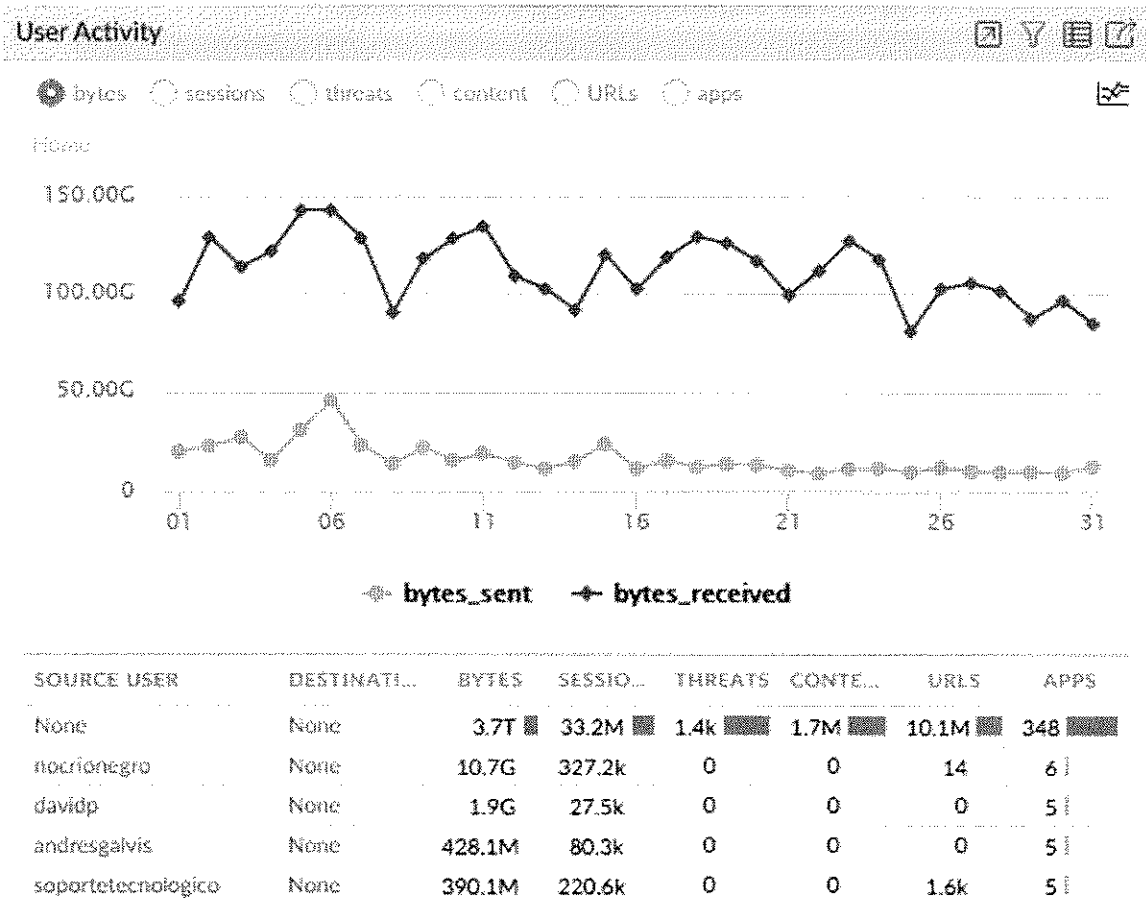 User Activity
bytes sessions threats content URLs apps
Home
150.00G
100.00G
50.00G
0
01 06 11 16 21 26 31
bytes_sent bytes_received
SOURCE USER DESTINATI... BYTES SESSIO... THREATS CONTE... URLS APPS
None None 3.7T 33.2M 1.4k 1.7M 10.1M 348
nocrionegro None 10.7G 327.2k 0 0 14 6
davidp None 1.9G 27.5k 0 0 0 5
andresgalvis None 428.1M 80.3k 0 0 0 5
soportetecnologico None 390.1M 220.6k 0 0 1.6k 5